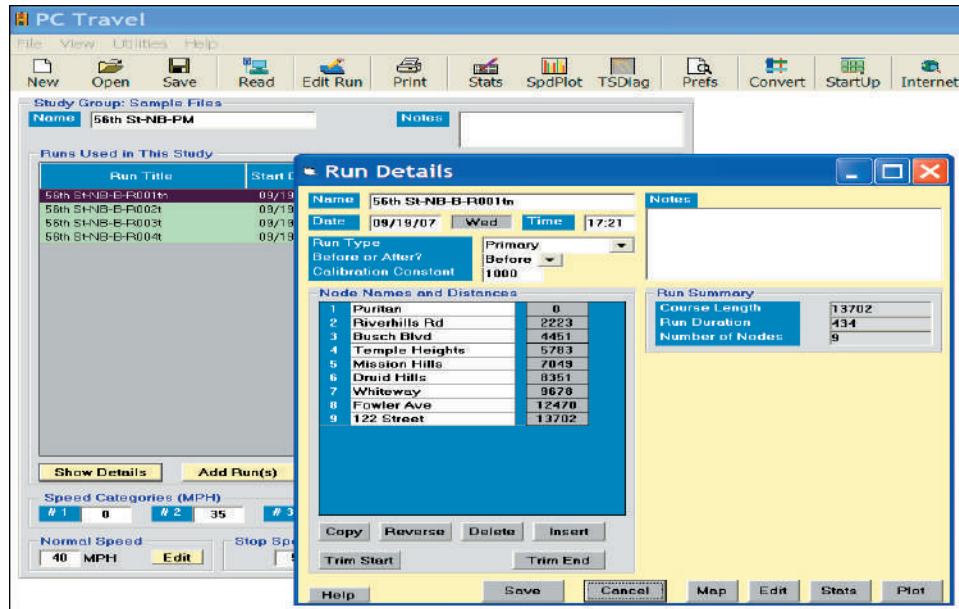 PC Travel
File View Utilities Help
New Open Save Read Edit Run Print Stats SpdPlot TSDiag Prefs Convert StartUp Internet
Study Group: Sample Files
Name 56th St-NB-PM Notes
Runs Used in This Study
Run Title Start D
56th St-NB-B-R001tn 09/19
56th St-NB-B-R002t 09/19
56th St-NB-B-R003t 09/19
56th St-NB-B-R004t 09/19
Show Details Add Run(s)
Speed Categories (MPH)
# 1 0 # 2 35 # 3
Normal Speed Stop Spe
40 MPH Edit 5
Run Details
Name 56th St-NB-B-R001tn Notes
Date 09/19/07 Wed Time 17:21
Run Type Primary
Before or After? Before
Calibration Constant 1000
Node Names and Distances
1 Puritan 0
2 Riverhills Rd 2223
3 Busch Blvd 4451
4 Temple Heights 5783
5 Mission Hills 7049
6 Druid Hills 8351
7 Whiteway 9678
8 Fowler Ave 12470
9 122 Street 13702
Run Summary
Course Length 13702
Run Duration 434
Number of Nodes 9
Copy Reverse Delete Insert
Trim Start Trim End
Help Save Cancel Map Edit Stats Plot